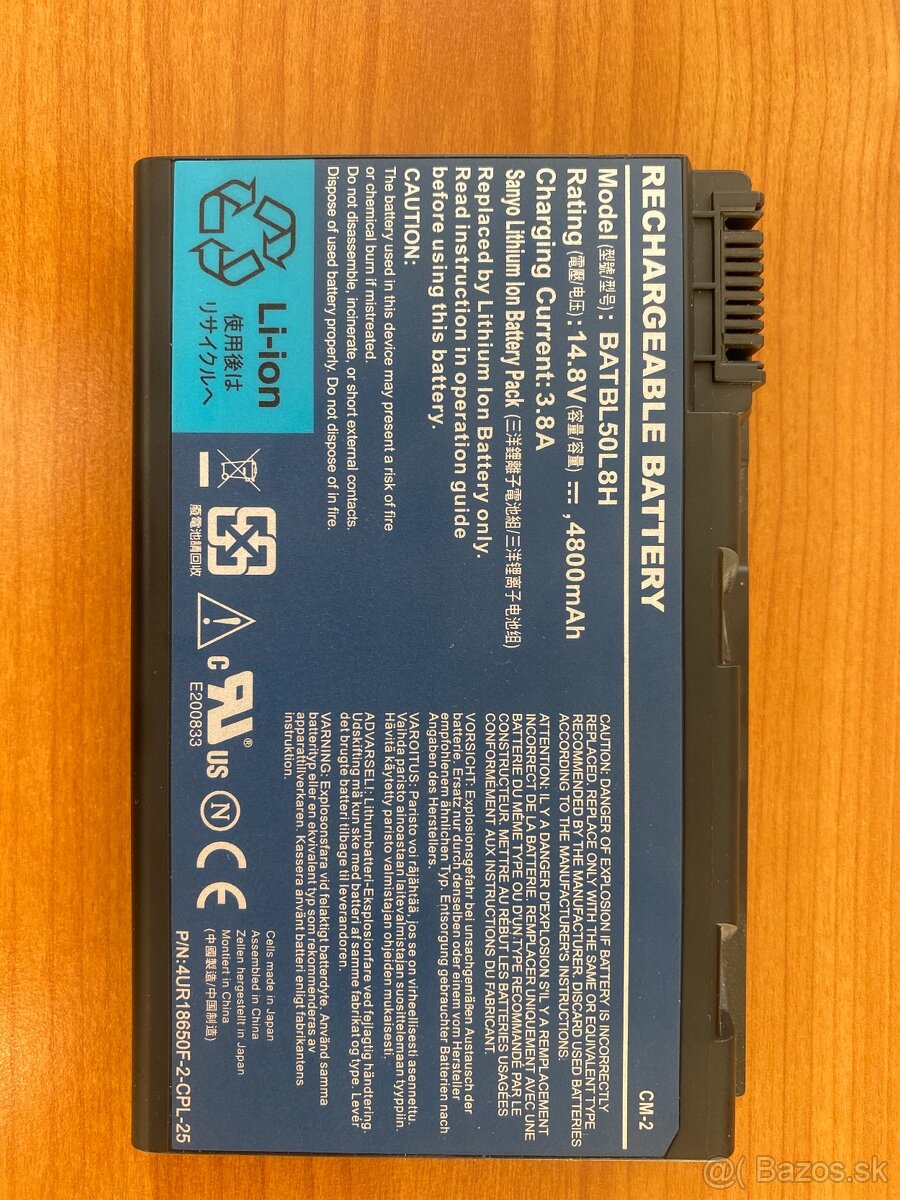 RECHARGEABLE BATTERY
Model (型號/型号): BATBL50L8H
Rating (電壓/电压): 14.8V (容量/容量) ⎓, 4800mAh
Charging Current: 3.8A
Sanyo Lithium Ion Battery Pack (三洋鋰離子電池組/三洋锂离子电池组)
Replaced by Lithium Ion Battery only.
Read instruction in operation guide
before using this battery.
CAUTION:
The battery used in this device may present a risk of fire
or chemical burn if mistreated.
Do not disassemble, incinerate, or short external contacts.
Dispose of used battery properly. Do not dispose of in fire.
Li-ion
使用後は
リサイクルへ
廢電池請回收
CM-2
CAUTION: DANGER OF EXPLOSION IF BATTERY IS INCORRECTLY
REPLACED. REPLACE ONLY WITH THE SAME OR EQUIVALENT TYPE
RECOMMENDED BY THE MANUFACTURER, DISCARD USED BATTERIES
ACCORDING TO THE MANUFACTURER'S INSTRUCTIONS.
ATTENTION: IL Y A DANGER D'EXPLOSION S'IL Y A REMPLACEMENT
INCORRECT DE LA BATTERIE, REMPLACER UNIQUEMENT AVEC UNE
BATTERIE DU MÊME TYPE OU D'UN TYPE RECOMMANDÉ PAR LE
CONSTRUCTEUR, METTRE AU RÉBUT LES BATTERIES USAGÉES
CONFORMÉMENT AUX INSTRUCTIONS DU FABRICANT.
VORSICHT: Explosionsgefahr bei unsachgemäßen Austausch der
batterie, Ersatz nur durch denselben oder einem vom Hersteller
empfohlenem ähnlichen Typ. Entsorgung gebrauchter Batterien nach
Angaben des Herstellers.
VAROTUS: Paristo voi räjähtää, jos se on virheellisesti asennettu.
Vaihda paristo ainoastaan laitevalmistajan suosittelemaan tyyppiin.
Hävitä käytetty paristo valmistajan ohjeiden mukaisesti.
ADVARSEL!: Lithumbatteri-Eksplosionfare ved fejlagtig håndtering.
Udskifting må kun ske med batteri af samme fabrikat og type. Levér
det brugte batteri tilbage til leverandoren.
VARNING: Explosonsfara vid felaktigt batterdyte. Använd samma
batterityp eller en ekvivalent typ som rekommenderas av
apparattillverkaren. Kassera använt batteri enligt fabrikantens
instruktion.
C UL® US
E200833
N
CE
Cells made in Japan
Assembled in China
Zellen hergestellt in Japan
Montiert in China
(中國製造/中国制造)
P/N:4UR18650F-2-CPL-25
@( Bazos.sk